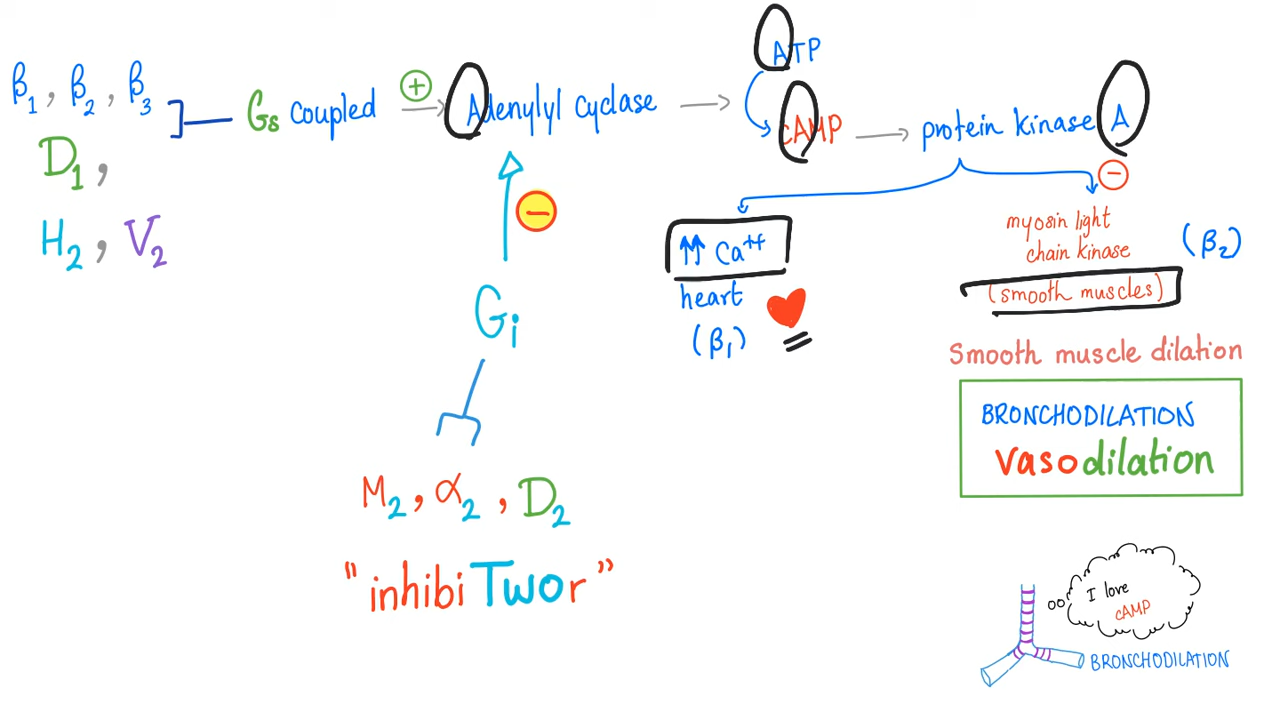 β1, β2, β3
D1,
H2, V2
Gs coupled
+
Adenylyl cyclase
ATP
cAMP
protein kinase A
−
Gi
M2, α2, D2
"inhibiTwor"
↑↑ Ca++
heart
(β1)
−
myosin light
chain kinase
(β2)
(smooth muscles)
Smooth muscle dilation
BRONCHODILATION
vasodilation
I love
cAMP
BRONCHODILATION